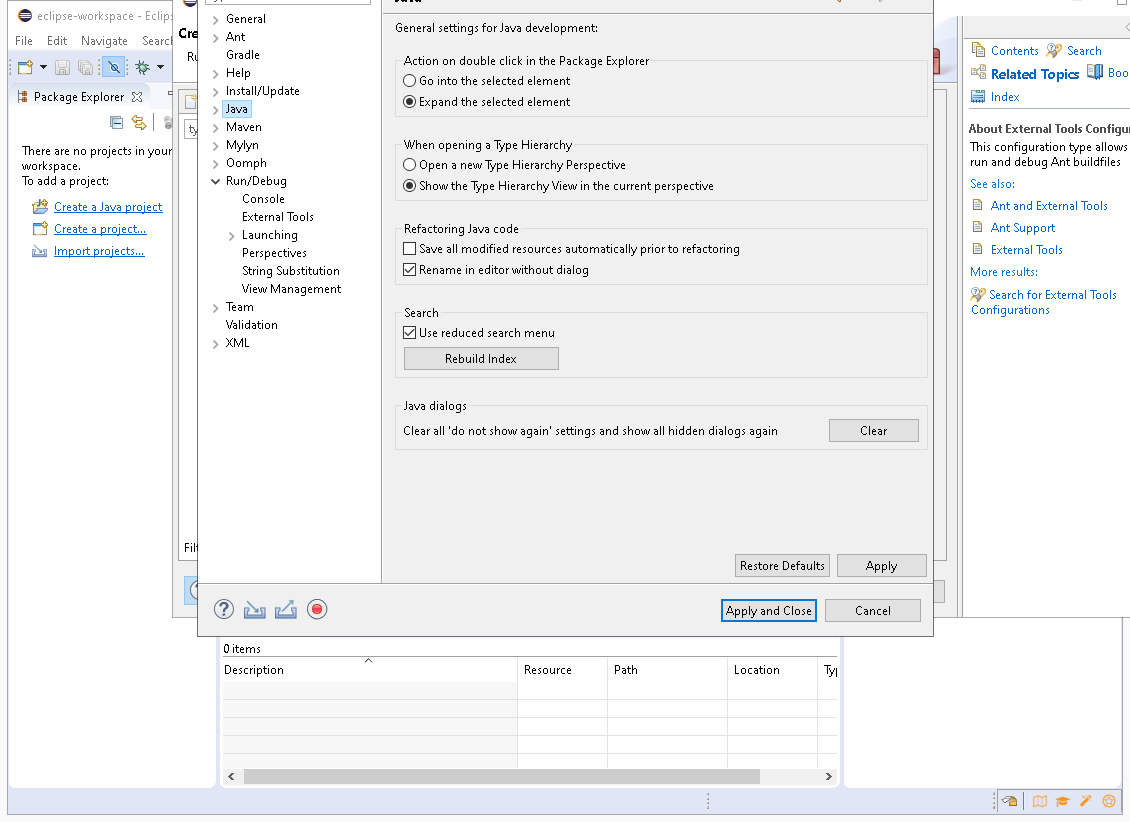 eclipse-workspace - Eclip
File Edit Navigate Search
Package Explorer
There are no projects in your
workspace.
To add a project:
Create a Java project
Create a project...
Import projects...
Cre
Ru
ty
Filt
General
Ant
Gradle
Help
Install/Update
Java
Maven
Mylyn
Oomph
Run/Debug
Console
External Tools
Launching
Perspectives
String Substitution
View Management
Team
Validation
XML
General settings for Java development:
Action on double click in the Package Explorer
Go into the selected element
Expand the selected element
When opening a Type Hierarchy
Open a new Type Hierarchy Perspective
Show the Type Hierarchy View in the current perspective
Refactoring Java code
Save all modified resources automatically prior to refactoring
Rename in editor without dialog
Search
Use reduced search menu
Rebuild Index
Java dialogs
Clear all 'do not show again' settings and show all hidden dialogs again
Clear
Restore Defaults Apply
Apply and Close Cancel
Contents Search
Related Topics Boo
Index
About External Tools Configu
This configuration type allows
run and debug Ant buildfiles
See also:
Ant and External Tools
Ant Support
External Tools
More results:
Search for External Tools
Configurations
0 items
Description Resource Path Location Typ